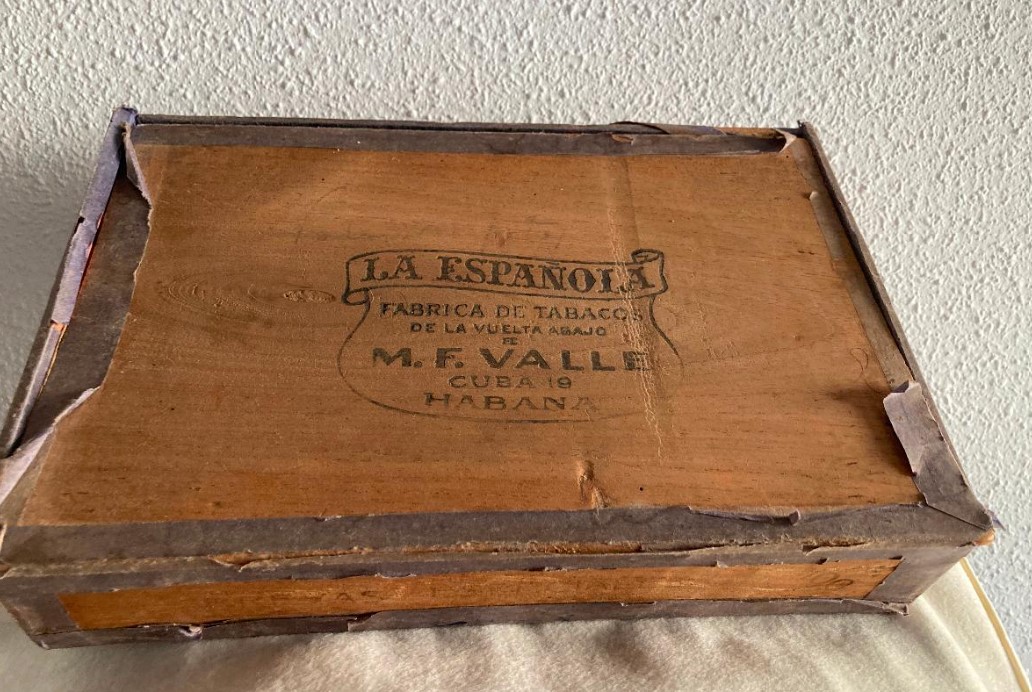 LA ESPAÑOLA
FABRICA DE TABACOS
DE LA VUELTA ABAJO
DE
M. F. VALLE
CUBA 19
HABANA